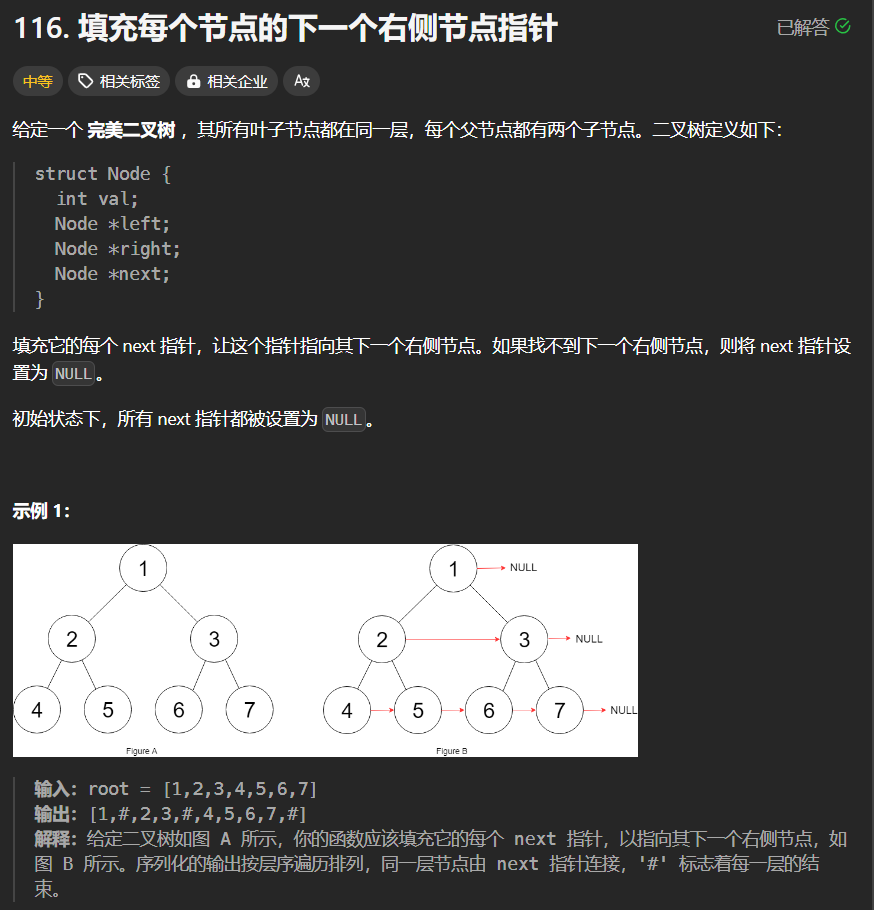 116. 填充每个节点的下一个右侧节点指针
已解答
中等 相关标签 相关企业
给定一个 完美二叉树 ，其所有叶子节点都在同一层，每个父节点都有两个子节点。二叉树定义如下：
struct Node {
int val;
Node *left;
Node *right;
Node *next;
}
填充它的每个 next 指针，让这个指针指向其下一个右侧节点。如果找不到下一个右侧节点，则将 next 指针设
置为 NULL。
初始状态下，所有 next 指针都被设置为 NULL。
示例 1：
1 1 NULL
2 3 2 3 NULL
4 5 6 7 4 5 6 7 NULL
Figure A Figure B
输入：root = [1,2,3,4,5,6,7]
输出：[1,#,2,3,#,4,5,6,7,#]
解释：给定二叉树如图 A 所示，你的函数应该填充它的每个 next 指针，以指向其下一个右侧节点，如
图 B 所示。序列化的输出按层序遍历排列，同一层节点由 next 指针连接，'#' 标志着每一层的结
束。